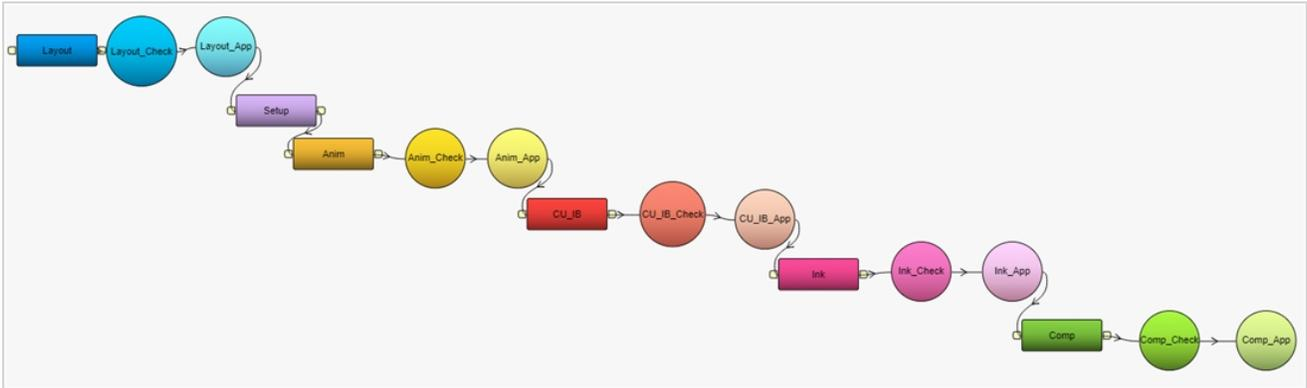 Layout
Layout_Check
Layout_App
Setup
Anim
Anim_Check
Anim_App
CU_IB
CU_IB_Check
CU_IB_App
Ink
Ink_Check
Ink_App
Comp
Comp_Check
Comp_App